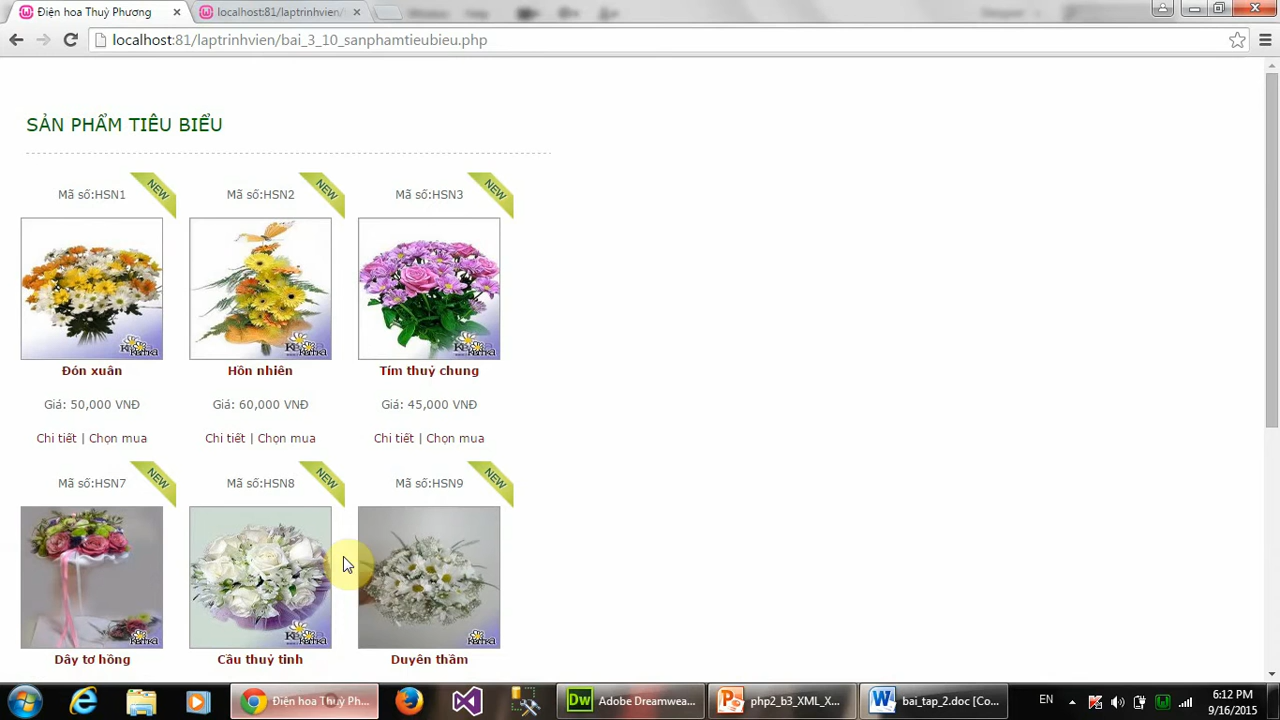 Điện hoa Thuỳ Phương
localhost:81/laptrinhvien/
localhost:81/laptrinhvien/bai_3_10_sanphamtieubieu.php
SẢN PHẨM TIÊU BIỂU
Mã số:HSN1
NEW
Mã số:HSN2
NEW
Mã số:HSN3
NEW
Đón xuân
Hồn nhiên
Tím thuỷ chung
Giá: 50,000 VNĐ
Giá: 60,000 VNĐ
Giá: 45,000 VNĐ
Chi tiết | Chọn mua
Chi tiết | Chọn mua
Chi tiết | Chọn mua
Mã số:HSN7
NEW
Mã số:HSN8
NEW
Mã số:HSN9
NEW
Dây tơ hồng
Cầu thuỷ tinh
Duyên thầm
Điện hoa Thuỳ Ph...
Adobe Dreamwea...
php2_b3_XML_X...
bai_tap_2.doc [Co...
EN
6:12 PM
9/16/2015